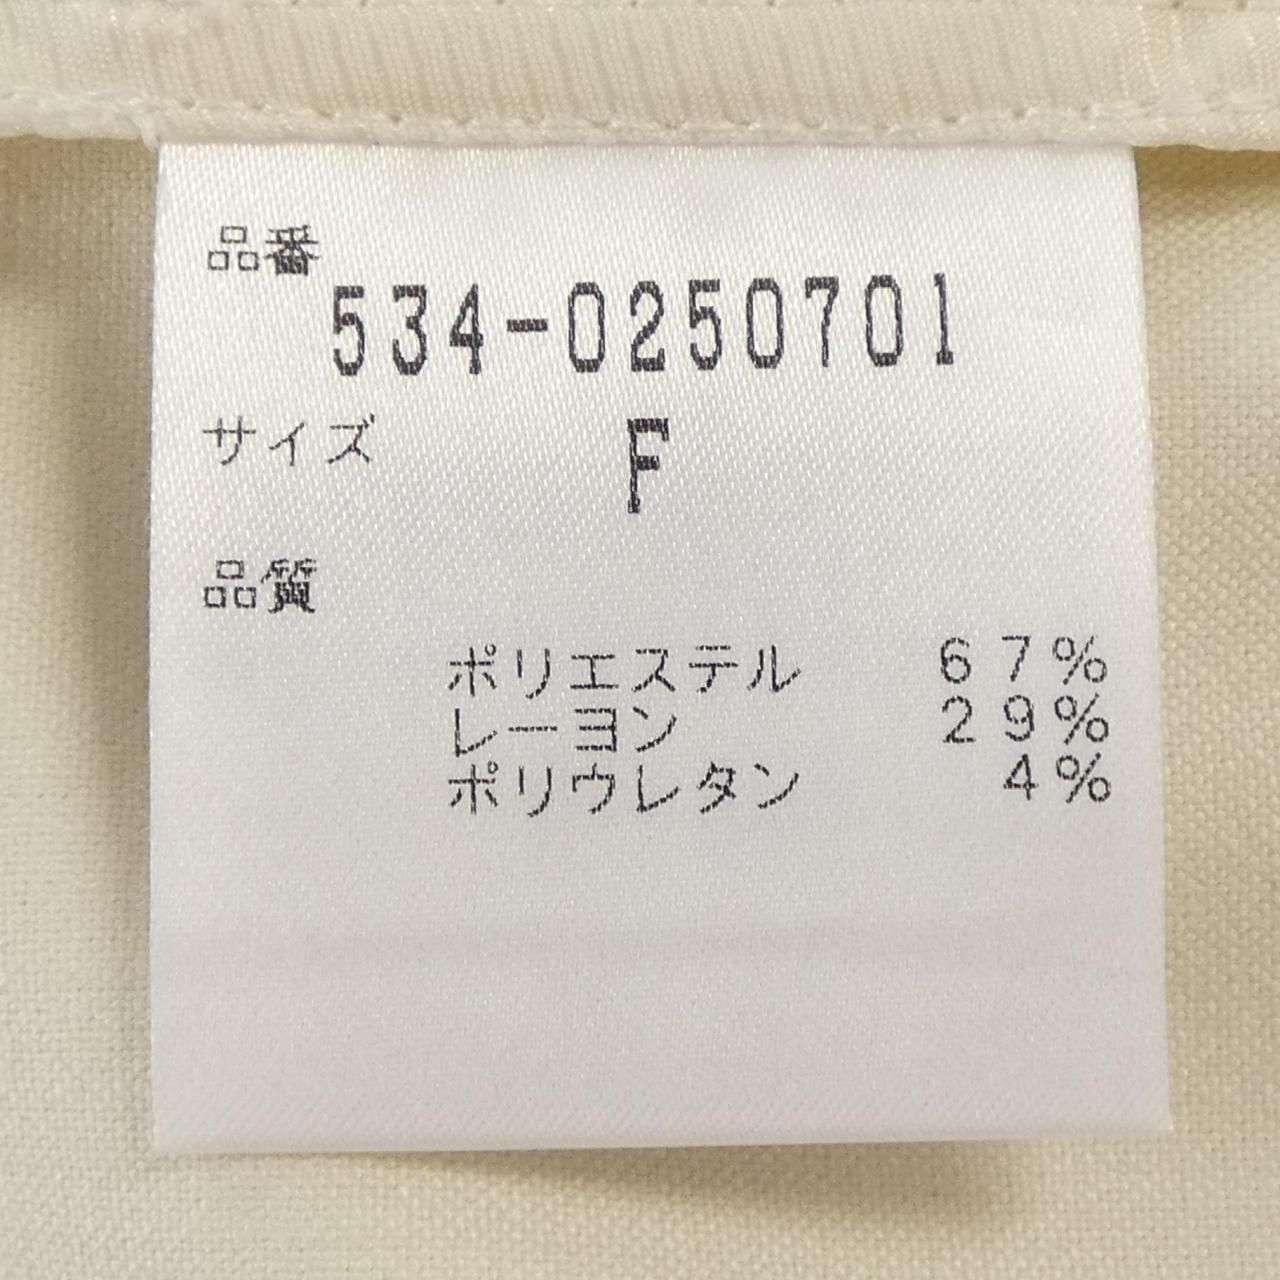 品番
534-0250701
サイズ F
品質
ポリエステル 67%
レーヨン 29%
ポリウレタン 4%